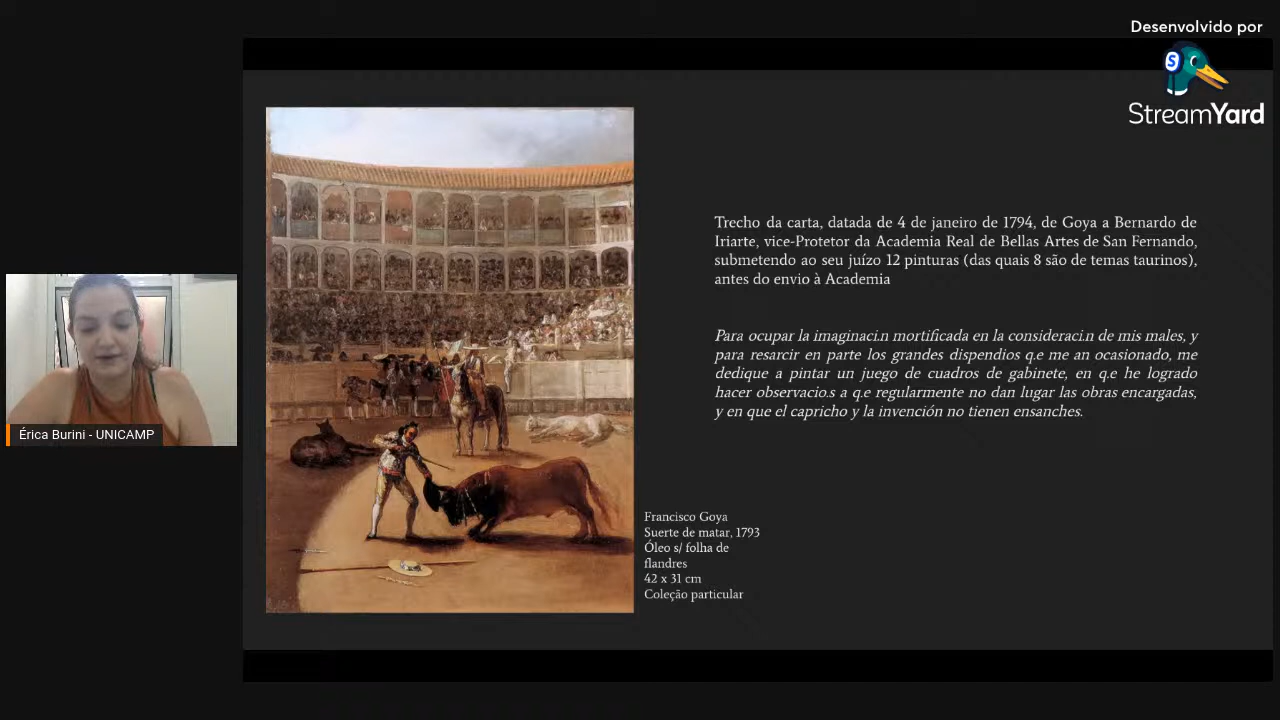 Desenvolvido por
StreamYard
Trecho da carta, datada de 4 de janeiro de 1794, de Goya a Bernardo de
Iriarte, vice-Protetor da Academia Real de Bellas Artes de San Fernando,
submetendo ao seu juízo 12 pinturas (das quais 8 são de temas taurinos),
antes do envio à Academia
Para ocupar la imaginaci.n mortificada en la consideraci.n de mis males, y
para resarcir en parte los grandes dispendios q.e me an ocasionado, me
dedique a pintar un juego de cuadros de gabinete, en q.e he logrado
hacer observacio.s a q.e regularmente no dan lugar las obras encargadas,
y en que el capricho y la invención no tienen ensanches.
Érica Burini - UNICAMP
Francisco Goya
Suerte de matar, 1793
Óleo s/ folha de
flandres
42 x 31 cm
Coleção particular